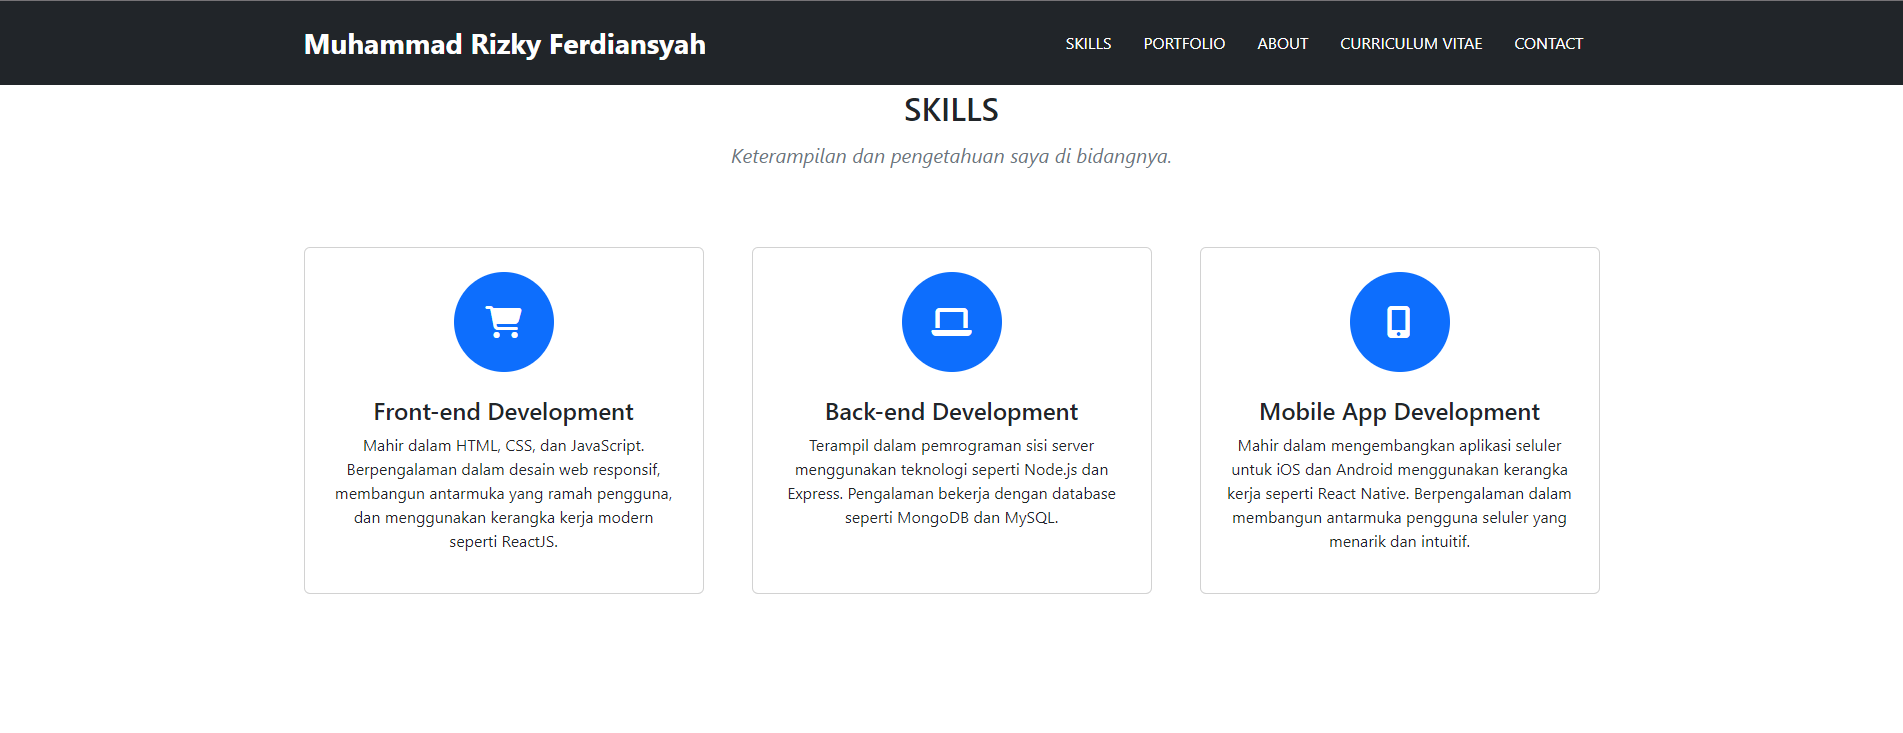 Muhammad Rizky Ferdiansyah
SKILLS PORTFOLIO ABOUT CURRICULUM VITAE CONTACT
SKILLS
Keterampilan dan pengetahuan saya di bidangnya.
Front-end Development
Mahir dalam HTML, CSS, dan JavaScript.
Berpengalaman dalam desain web responsif,
membangun antarmuka yang ramah pengguna,
dan menggunakan kerangka kerja modern
seperti ReactJS.
Back-end Development
Terampil dalam pemrograman sisi server
menggunakan teknologi seperti Node.js dan
Express. Pengalaman bekerja dengan database
seperti MongoDB dan MySQL.
Mobile App Development
Mahir dalam mengembangkan aplikasi seluler
untuk iOS dan Android menggunakan kerangka
kerja seperti React Native. Berpengalaman dalam
membangun antarmuka pengguna seluler yang
menarik dan intuitif.